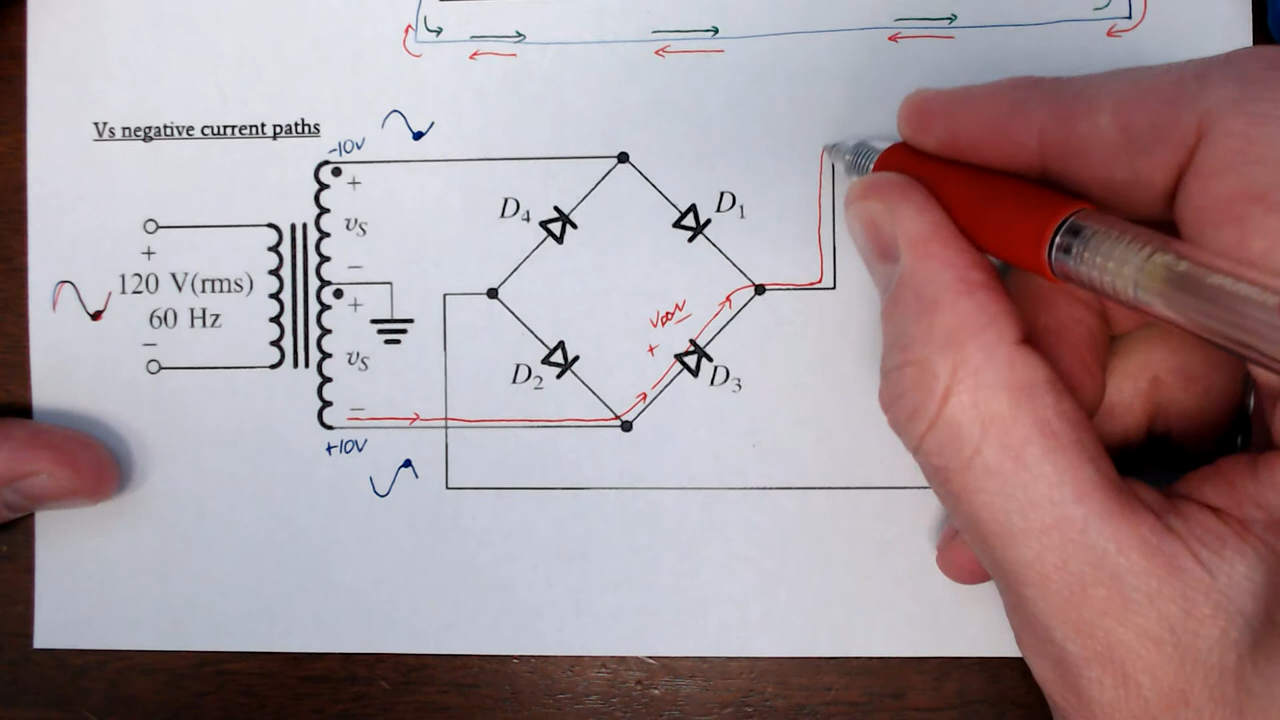 Vs negative current paths
-10V
+
vS
−
+
vS
−
+10V
+
120 V(rms)
60 Hz
−
D4
D1
D2
D3
VDON
+ −